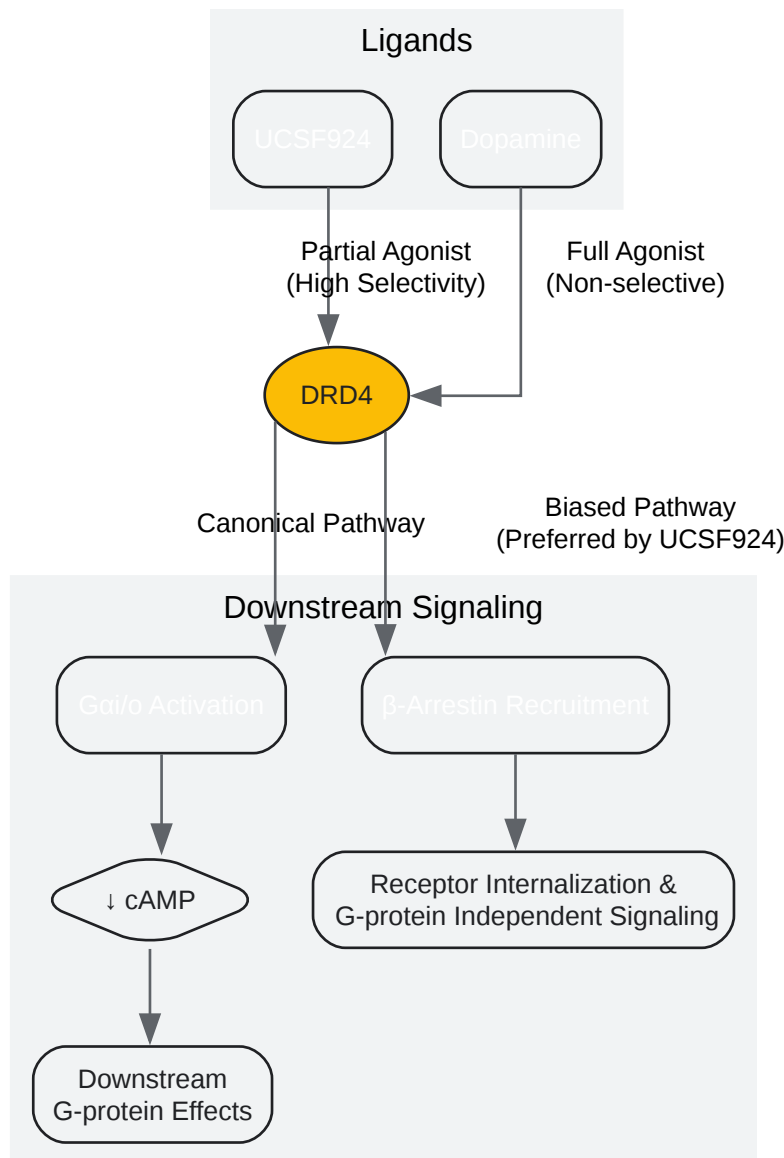 Ligands
UCSF924
Dopamine
Partial Agonist
(High Selectivity)
Full Agonist
(Non-selective)
DRD4
Canonical Pathway
Biased Pathway
(Preferred by UCSF924)
Downstream Signaling
Gαi/o Activation
β-Arrestin Recruitment
↓ cAMP
Receptor Internalization &
G-protein Independent Signaling
Downstream
G-protein Effects